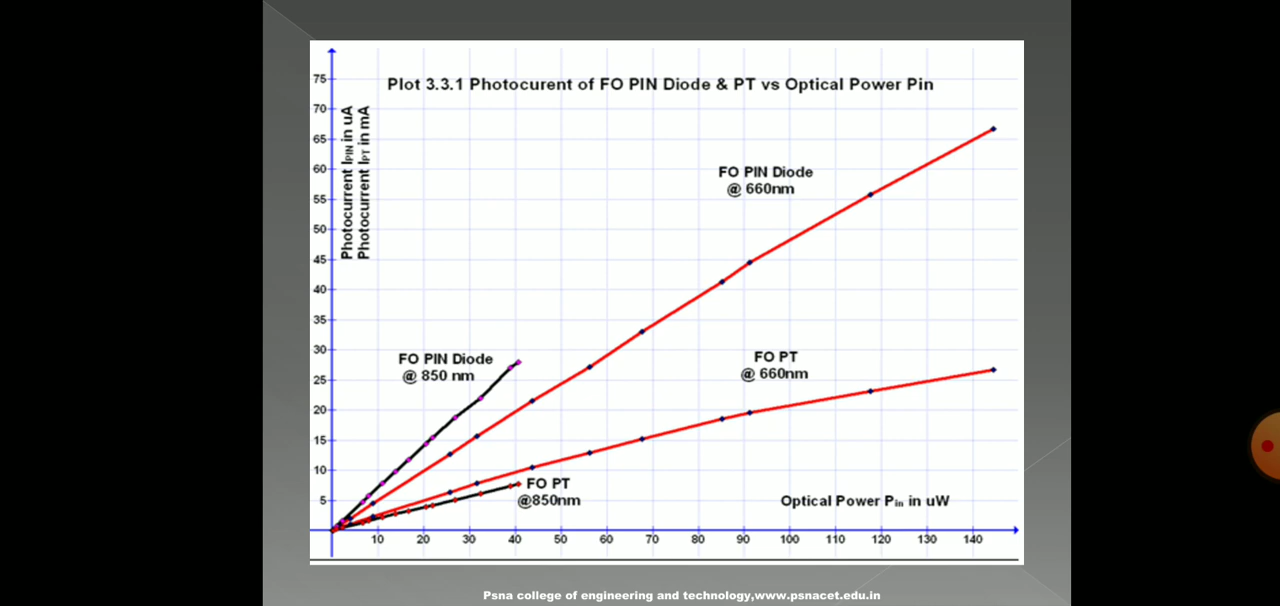 Plot 3.3.1 Photocurent of FO PIN Diode & PT vs Optical Power Pin
Photocurrent IPIN in uA
Photocurrent IPT in mA
75
70
65
60
55
50
45
40
35
30
25
20
15
10
5
FO PIN Diode
@ 660nm
FO PIN Diode
@ 850 nm
FO PT
@ 660nm
FO PT
@850nm
Optical Power Pin in uW
10 20 30 40 50 60 70 80 90 100 110 120 130 140
Psna college of engineering and technology,www.psnacet.edu.in